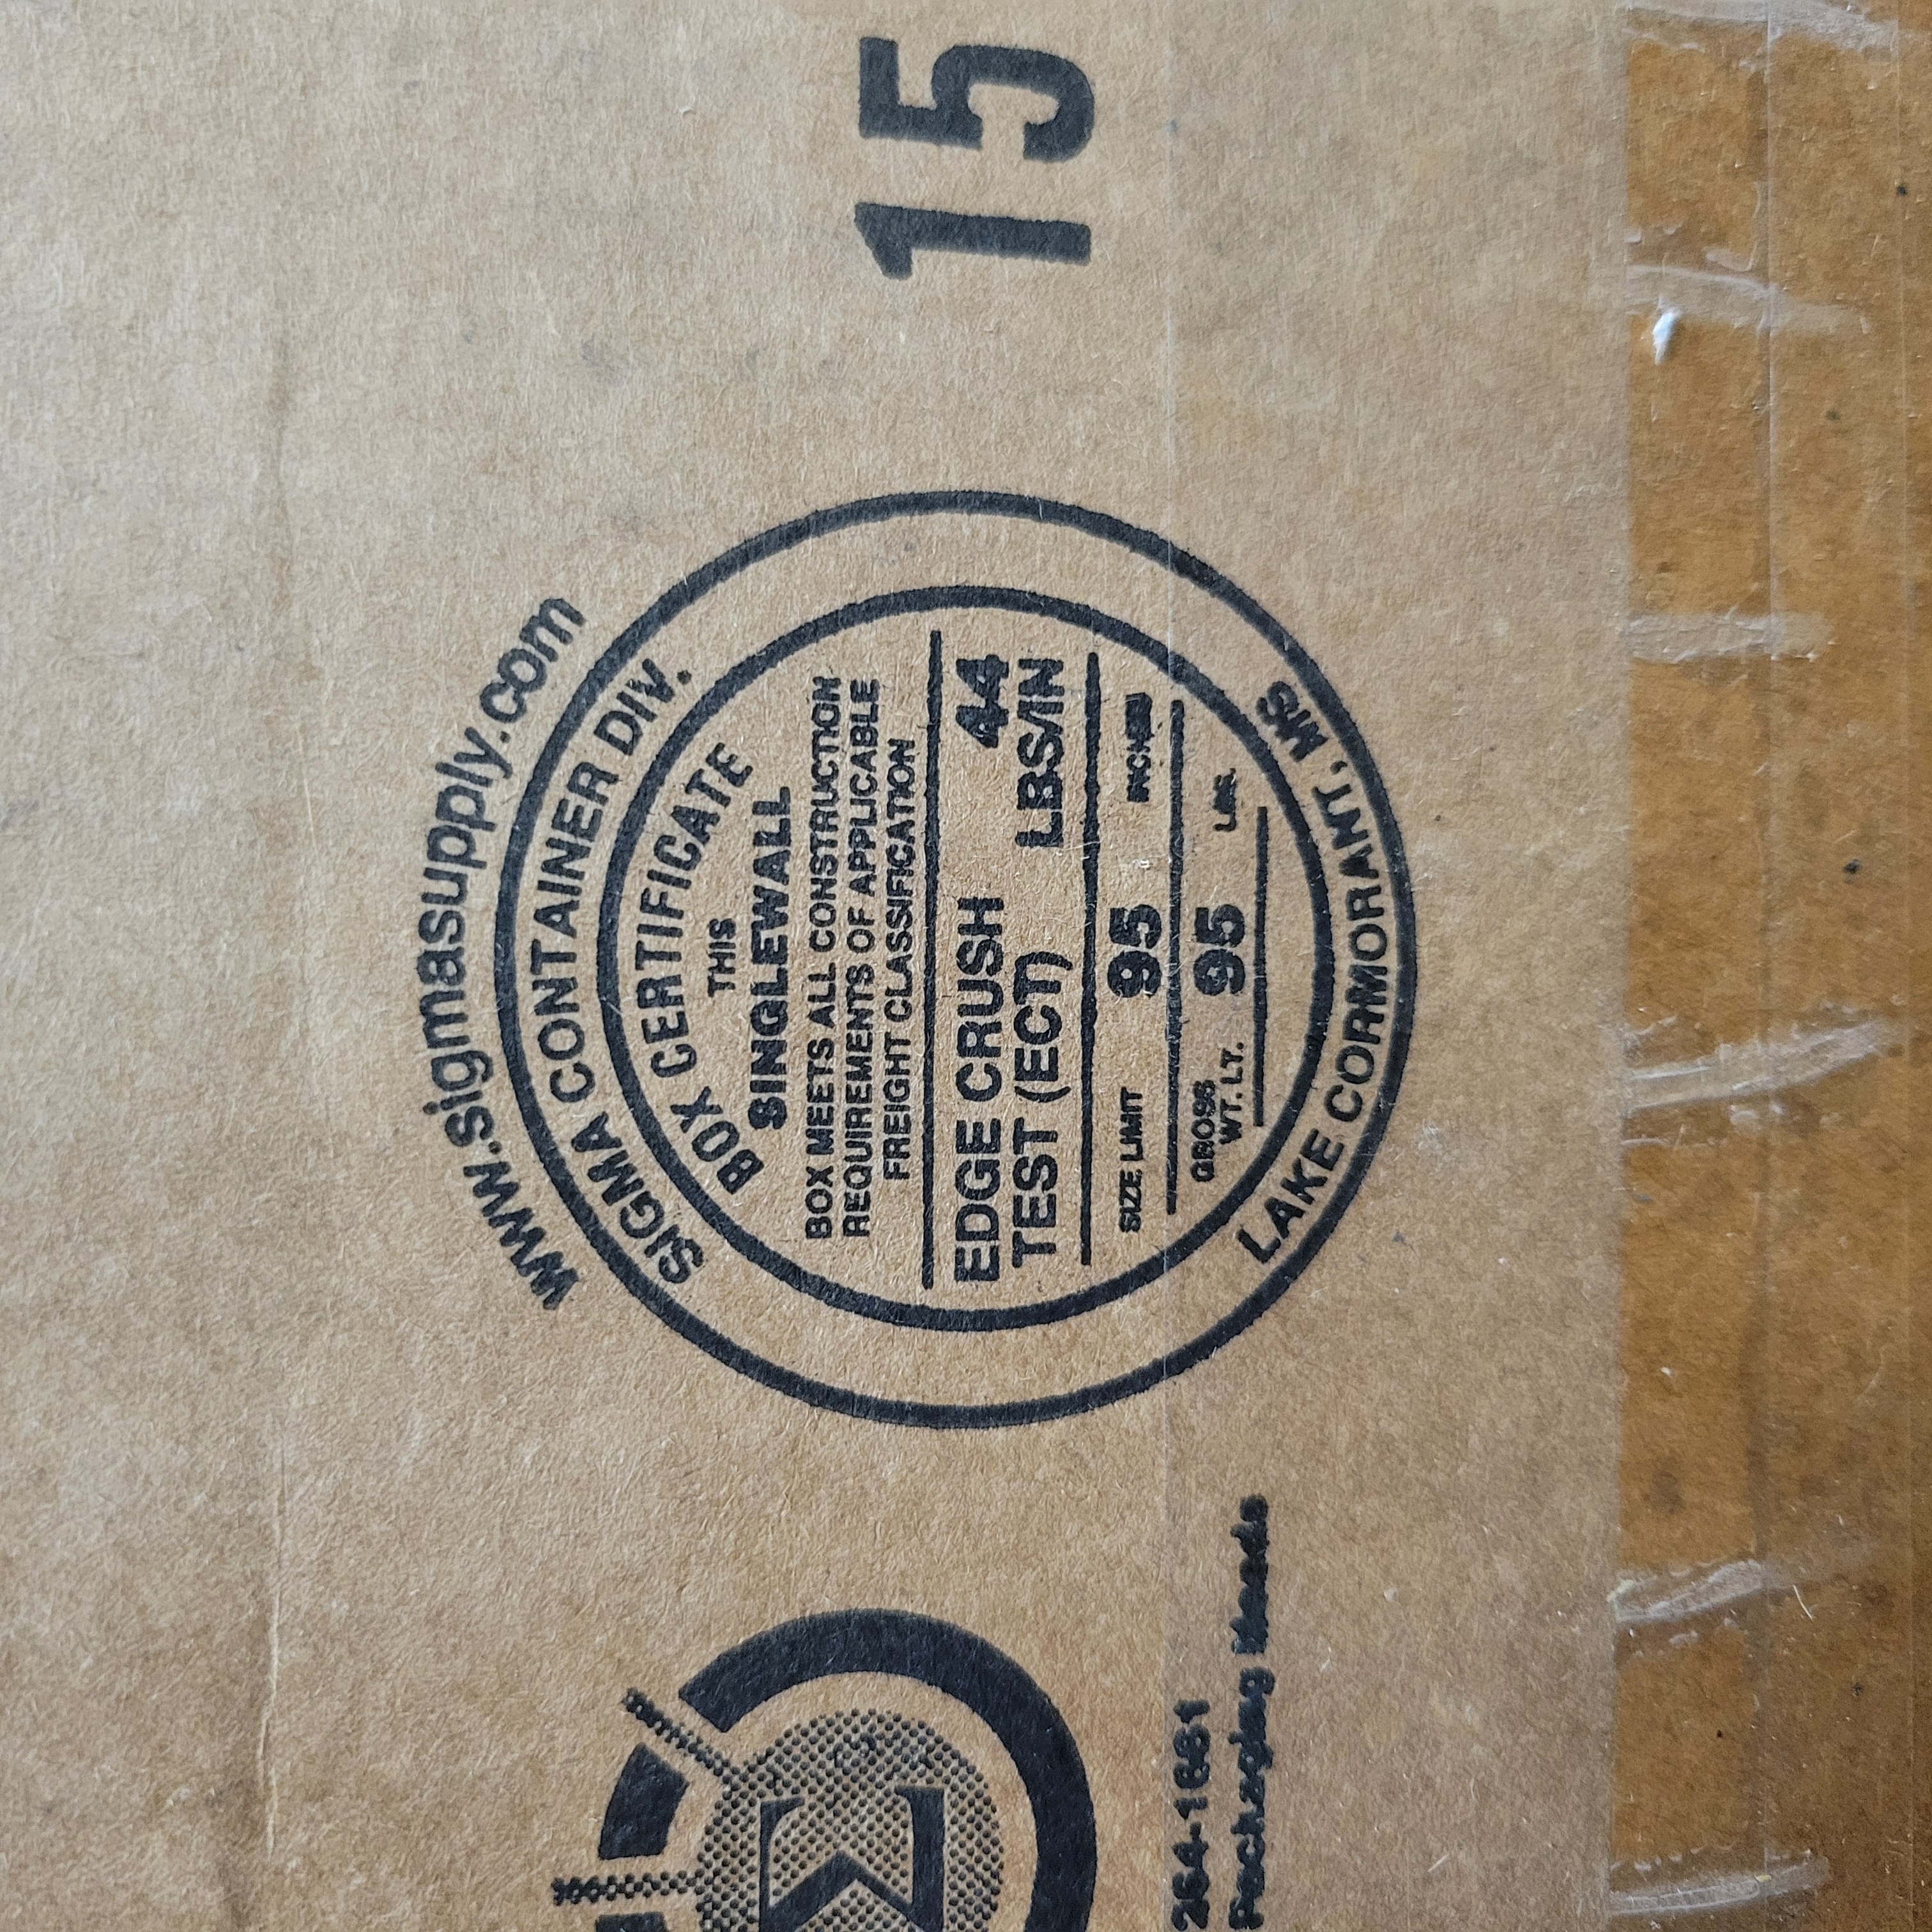 www.sigmasupply.com
SIGMA CONTAINER DIV.
BOX CERTIFICATE
THIS
SINGLEWALL
BOX MEETS ALL CONSTRUCTION
REQUIREMENTS OF APPLICABLE
FREIGHT CLASSIFICATION
EDGE CRUSH 44
TEST (ECT) LBS/IN
SIZE LIMIT 95 INCHES
GROSS
WT. LT. 95 LBS.
LAKE CORMORANT, MS
15
Σ
264-1681
Packaging Needs